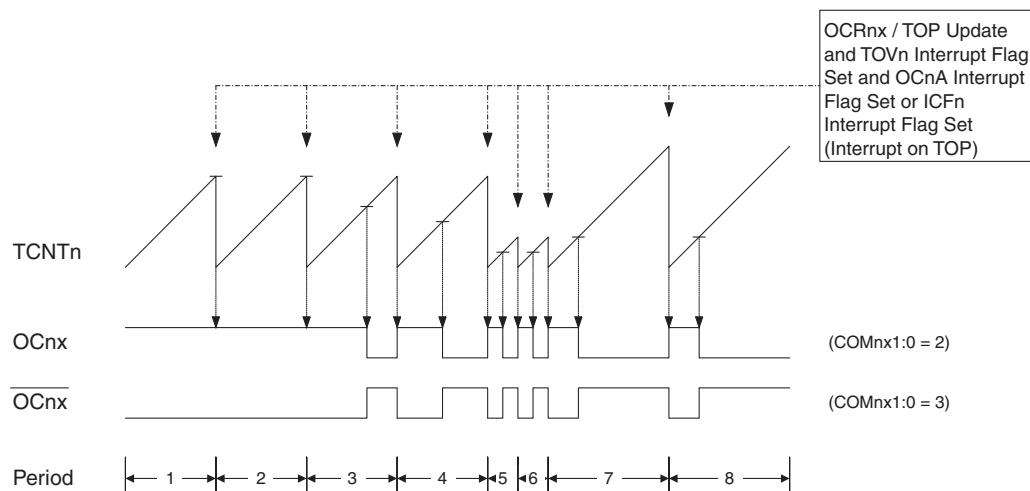 OCRnx / TOP Update
and TOVn Interrupt Flag
Set and OCnA Interrupt
Flag Set or ICFn
Interrupt Flag Set
(Interrupt on TOP)
TCNTn
OCnx (COMnx1:0 = 2)
OCnx (COMnx1:0 = 3)
Period 1 2 3 4 5 6 7 8